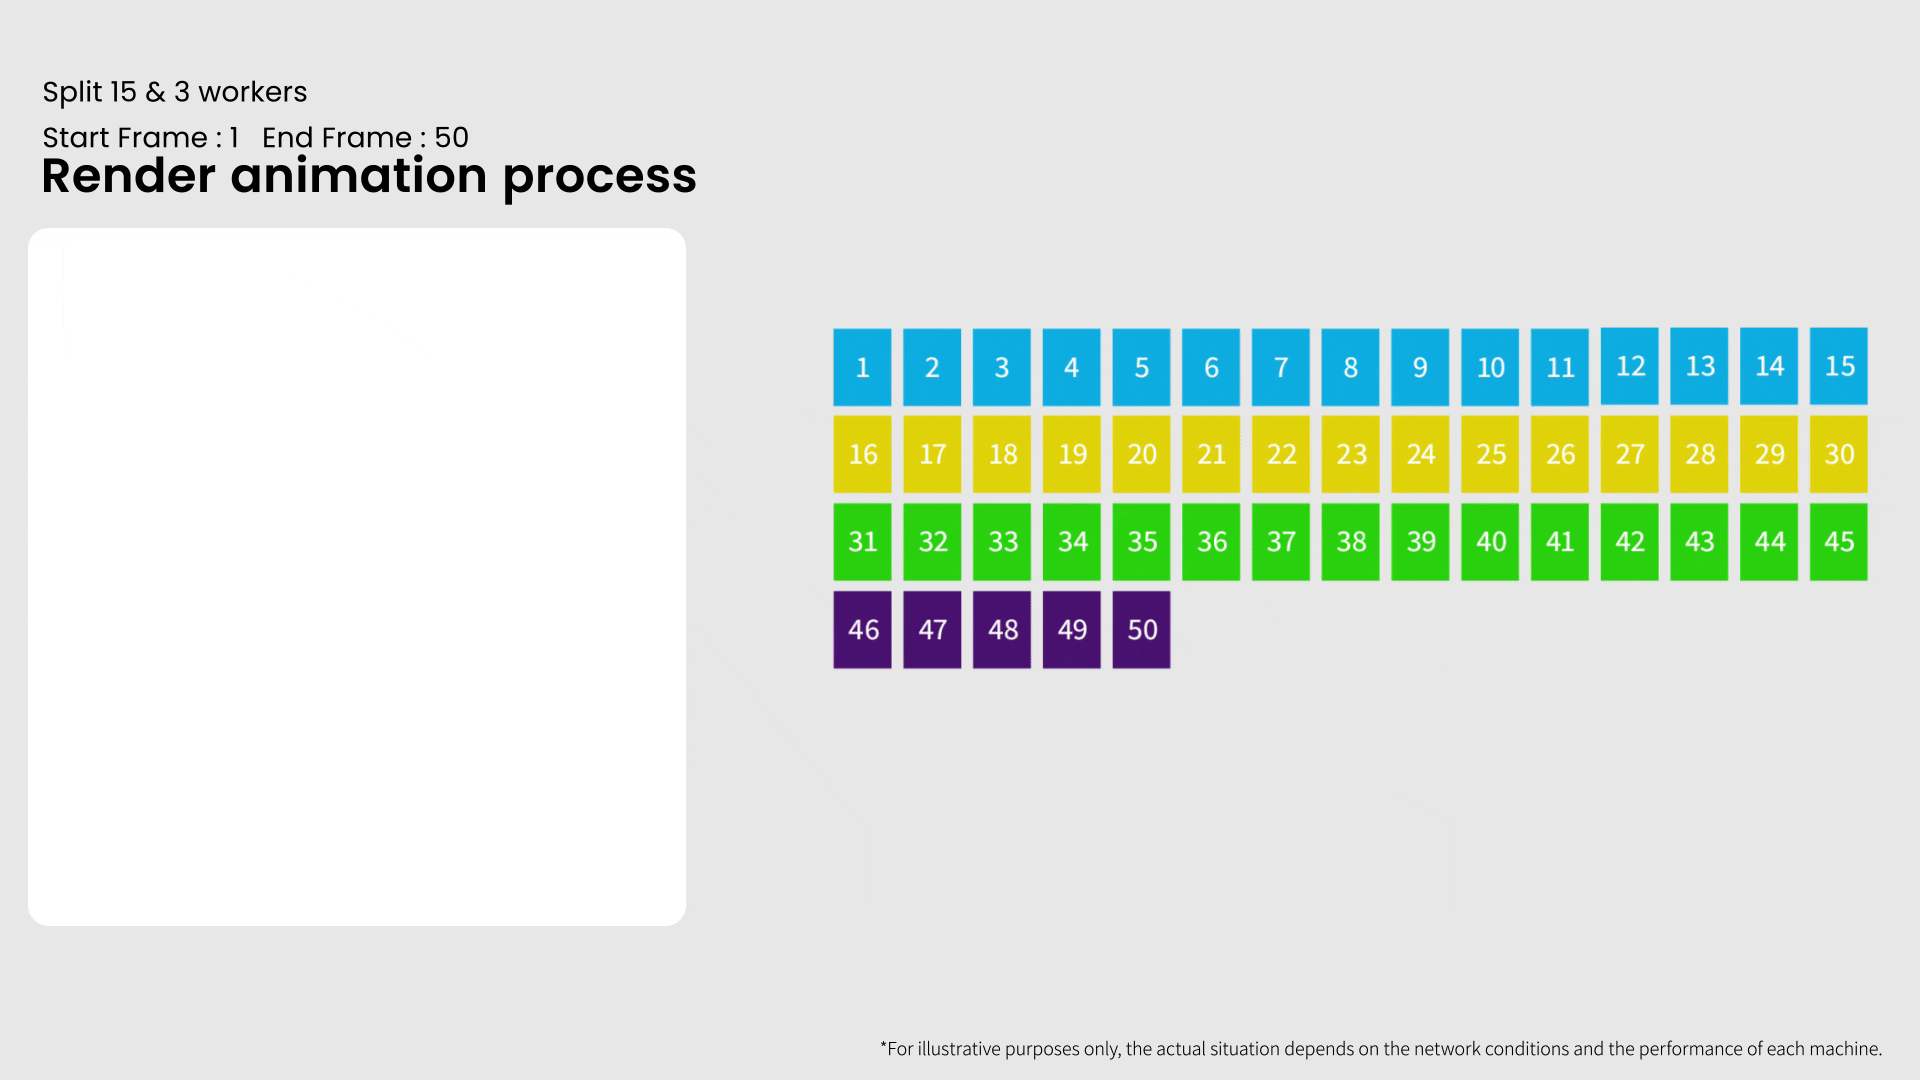 Split 15 & 3 workers
Start Frame : 1 End Frame : 50
Render animation process
1 2 3 4 5 6 7 8 9 10 11 12 13 14 15
16 17 18 19 20 21 22 23 24 25 26 27 28 29 30
31 32 33 34 35 36 37 38 39 40 41 42 43 44 45
46 47 48 49 50
*For illustrative purposes only, the actual situation depends on the network conditions and the performance of each machine.